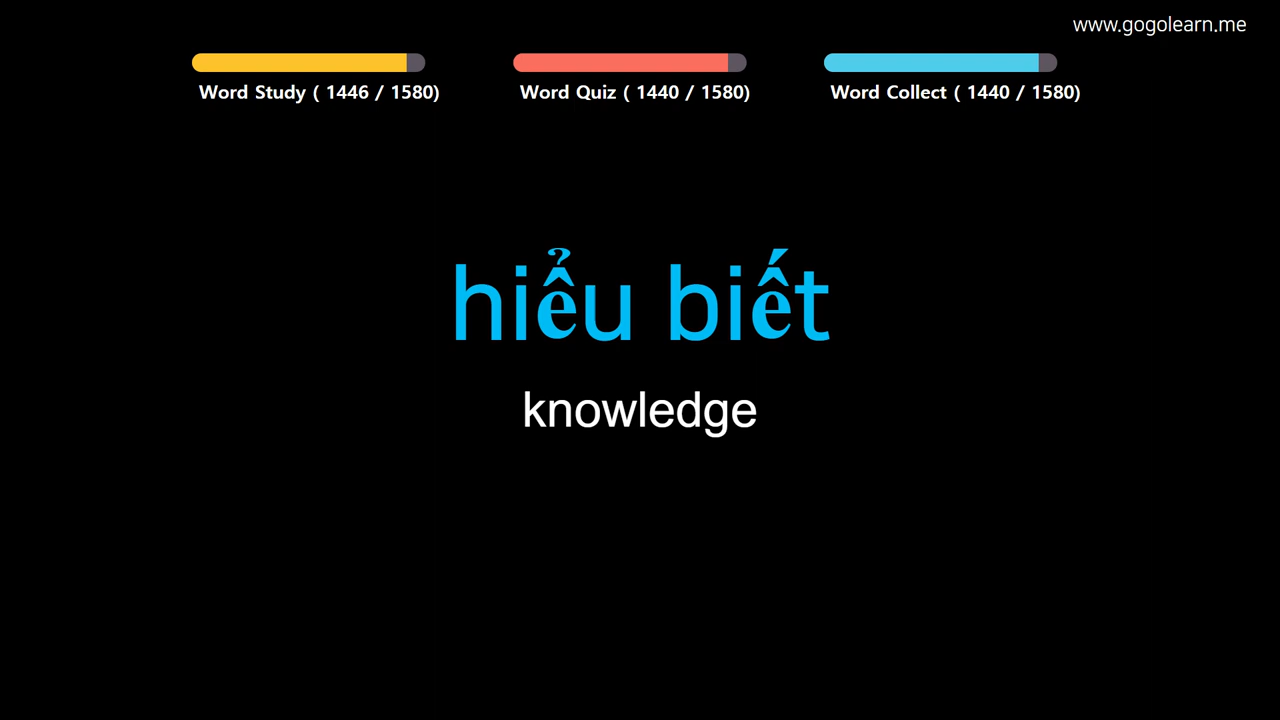 www.gogolearn.me
Word Study ( 1446 / 1580)
Word Quiz ( 1440 / 1580)
Word Collect ( 1440 / 1580)
hiểu biết
knowledge